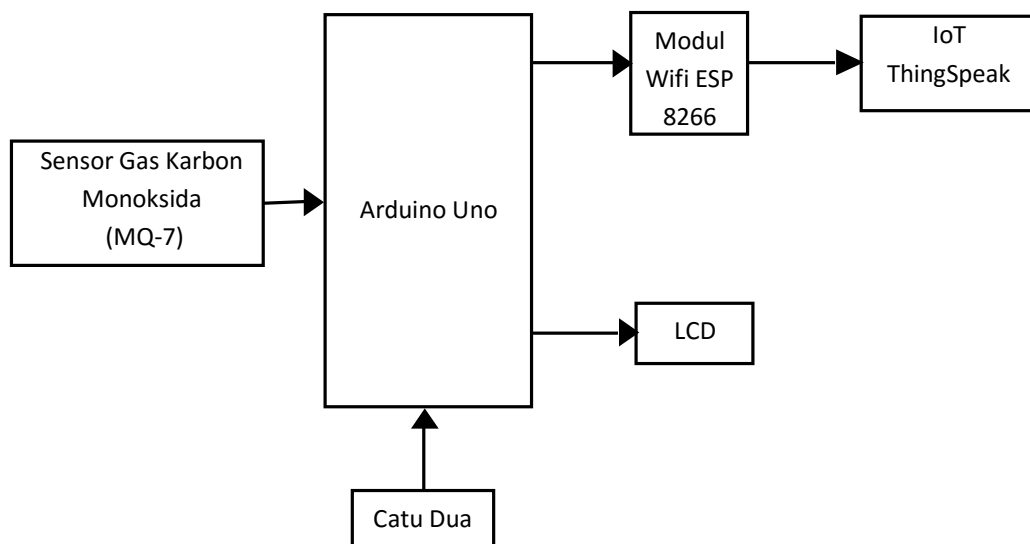 Modul
Wifi ESP
8266
IoT
ThingSpeak
Sensor Gas Karbon
Monoksida
(MQ-7)
Arduino Uno
LCD
Catu Dua